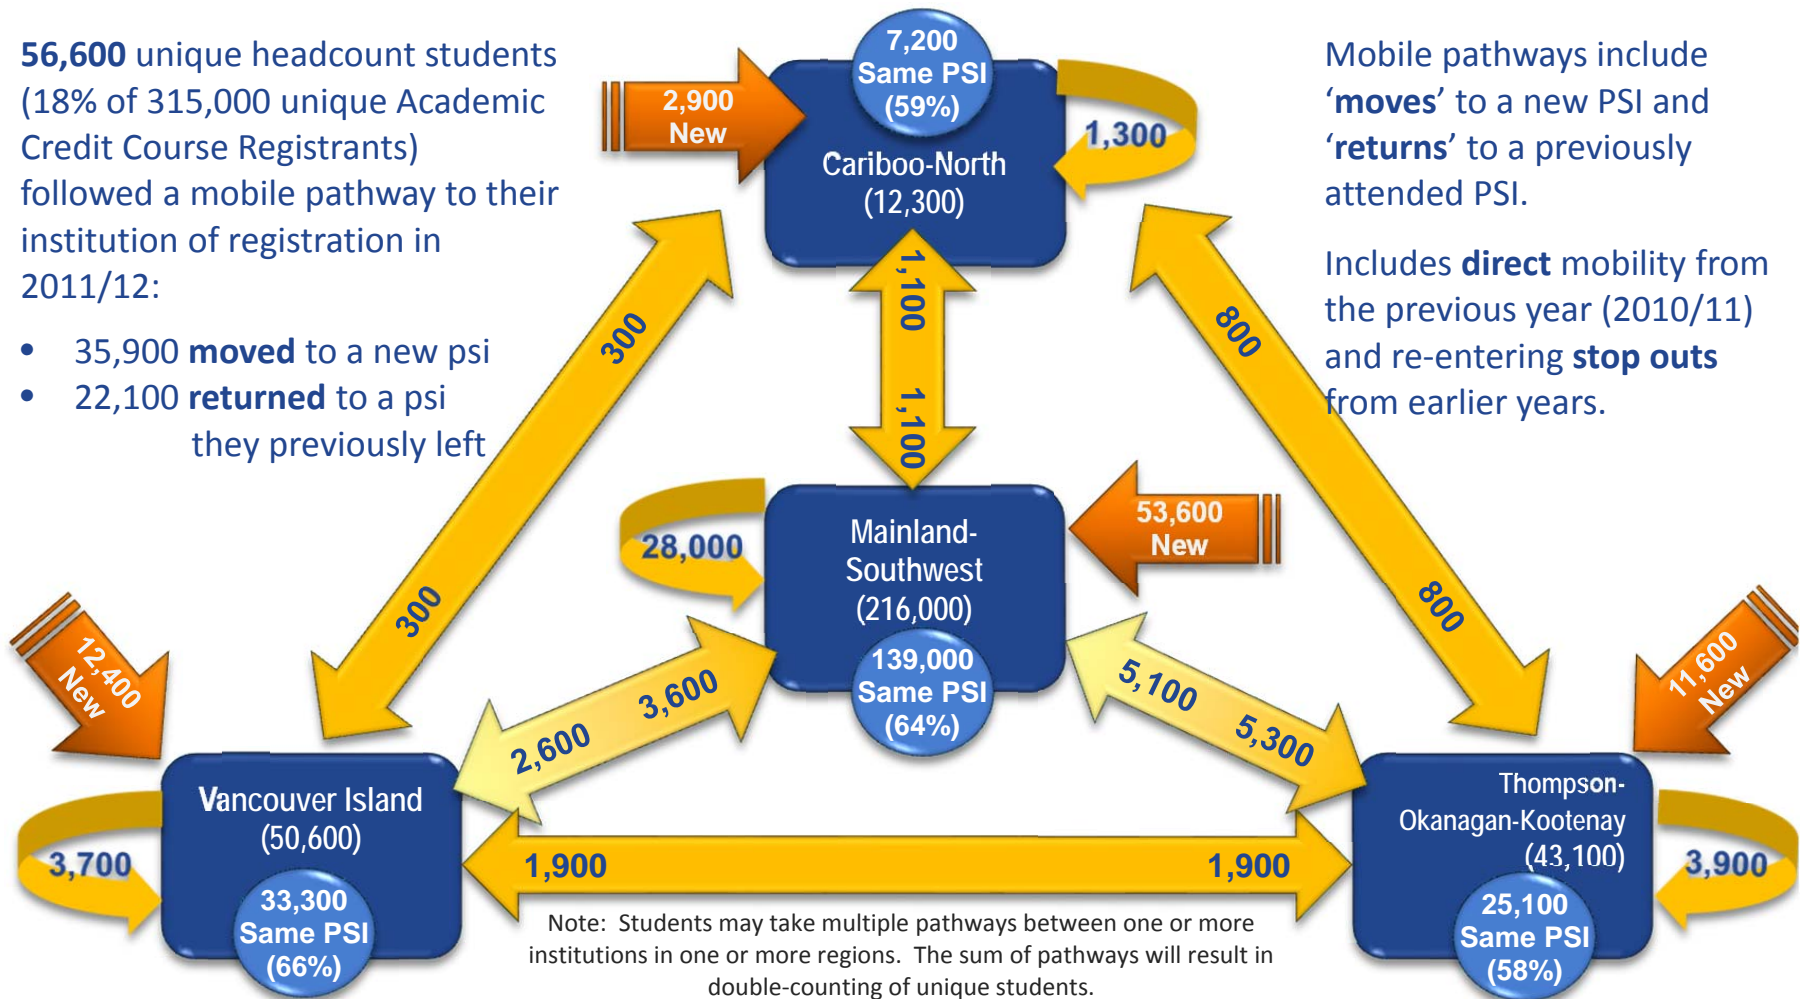 56,600 unique headcount students
(18% of 315,000 unique Academic
Credit Course Registrants)
followed a mobile pathway to their
institution of registration in
2011/12:
• 35,900 moved to a new psi
• 22,100 returned to a psi
they previously left
7,200
Same PSI
(59%)
2,900
New
Cariboo-North
(12,300)
1,300
Mobile pathways include
‘moves’ to a new PSI and
‘returns’ to a previously
attended PSI.
Includes direct mobility from
the previous year (2010/11)
and re-entering stop outs
from earlier years.
300
300
1,100
1,100
800
800
28,000
Mainland-
Southwest
(216,000)
139,000
Same PSI
(64%)
53,600
New
12,400
New
2,600
3,600
5,100
5,300
11,600
New
Vancouver Island
(50,600)
3,700
33,300
Same PSI
(66%)
1,900
1,900
Thompson-
Okanagan-Kootenay
(43,100)
3,900
25,100
Same PSI
(58%)
Note: Students may take multiple pathways between one or more
institutions in one or more regions. The sum of pathways will result in
double-counting of unique students.